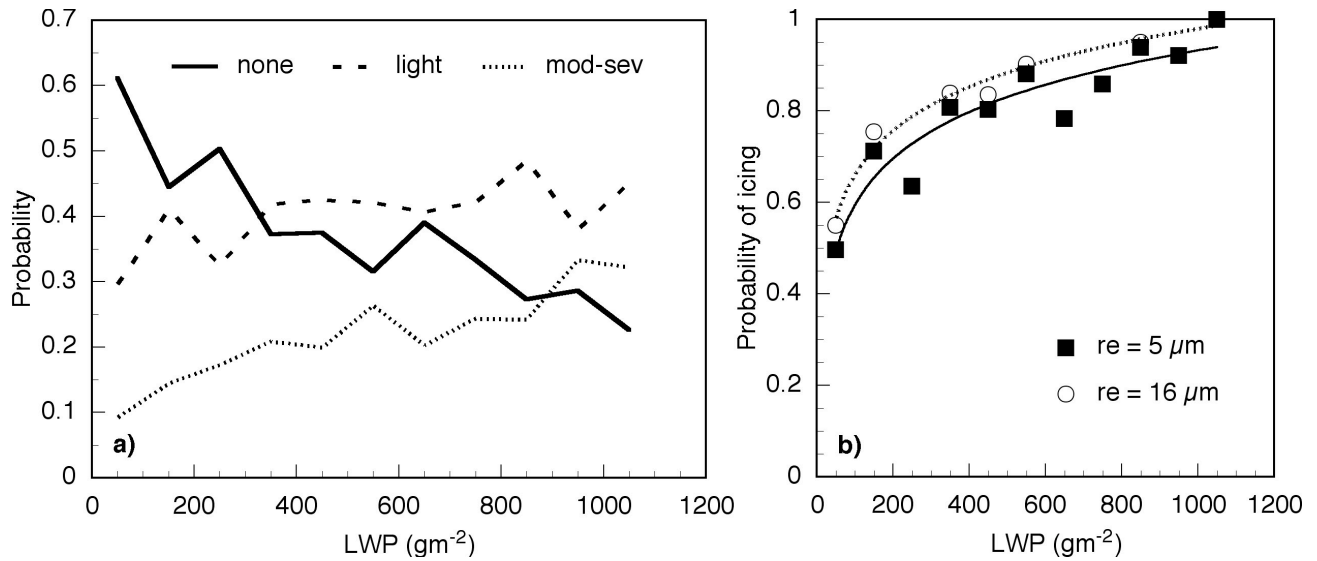 0.7
0.6
0.5
0.4
0.3
0.2
0.1
0
Probability
none light mod-sev
a)
0 200 400 600 800 1000 1200
LWP (gm-2)
1
0.8
0.6
0.4
0.2
0
Probability of icing
re = 5 µm
re = 16 µm
b)
0 200 400 600 800 1000 1200
LWP (gm-2)